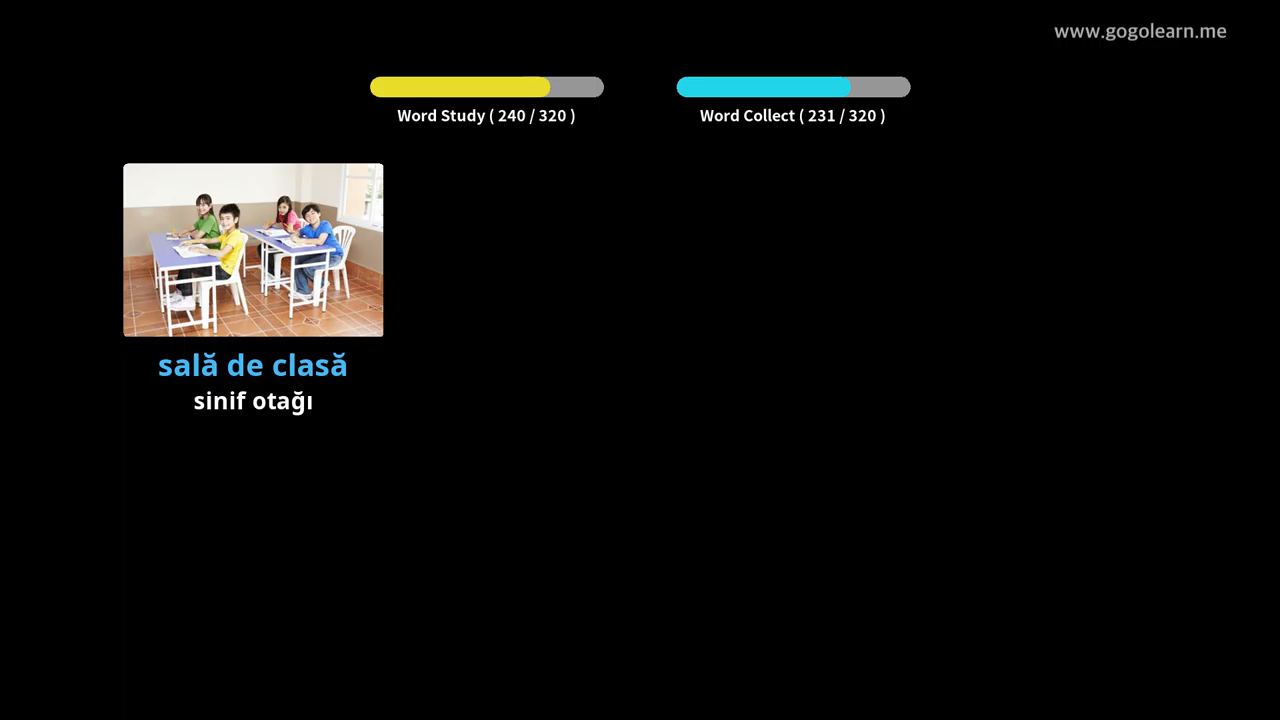 www.gogolearn.me
Word Study ( 240 / 320 )
Word Collect ( 231 / 320 )
sală de clasă
sinif otağı